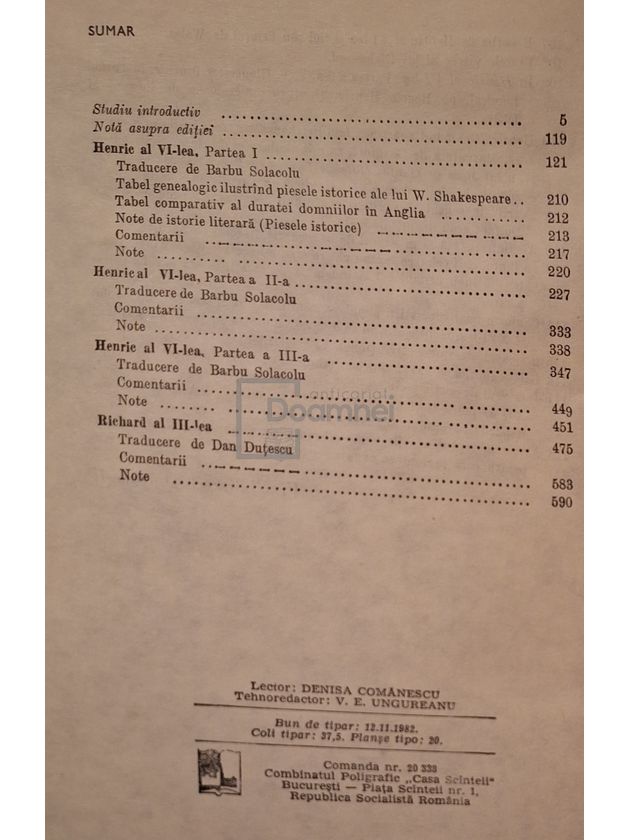 SUMAR
Studiu introductiv ........ 5
Notă asupra ediției ........ 119
Henric al VI-lea, Partea I ........ 121
Traducere de Barbu Solacolu
Tabel genealogic ilustrînd piesele istorice ale lui W. Shakespeare.. 210
Tabel comparativ al duratei domniilor în Anglia ........ 212
Note de istorie literară (Piesele istorice) ........ 213
Comentarii ........ 217
Note ........ 220
Henric al VI-lea, Partea a II-a ........ 227
Traducere de Barbu Solacolu
Comentarii ........ 333
Note ........ 338
Henric al VI-lea, Partea a III-a ........ 347
Traducere de Barbu Solacolu
Comentarii ........ 449
Note ........ 451
Richard al III-lea ........ 475
Traducere de Dan Duțescu
Comentarii ........ 583
Note ........ 590
anticariat
Doamnei
Lector: DENISA COMĂNESCU
Tehnoredactor: V. E. UNGUREANU
Bun de tipar: 12.11.1982.
Coli tipar: 37,5. Planșe tipo: 20.
Comanda nr. 20 333
Combinatul Poligrafic „Casa Scînteii"
București — Piața Scînteii nr. 1,
Republica Socialistă România